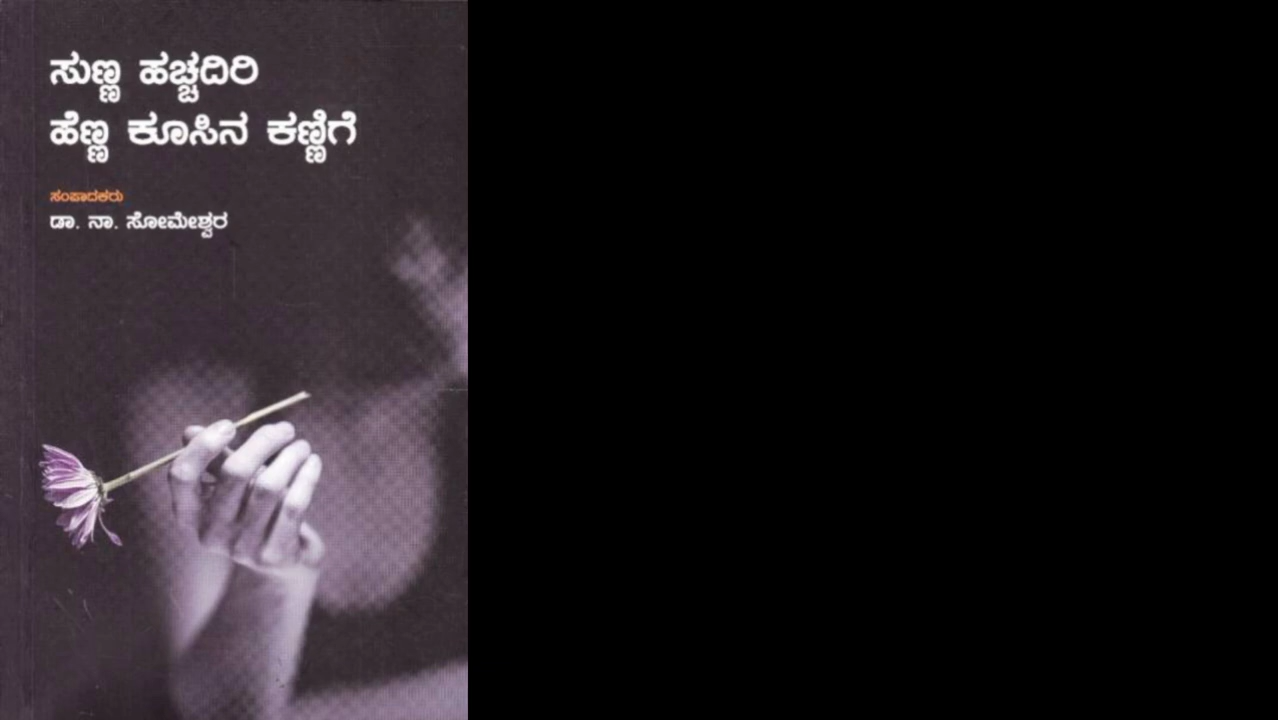 ಸುಣ್ಣ ಹಚ್ಚದಿರಿ
ಹೆಣ್ಣ ಕೂಸಿನ ಕಣ್ಣಿಗೆ
ಸಂಪಾದಕರು
ಡಾ. ನಾ. ಸೋಮೇಶ್ವರ